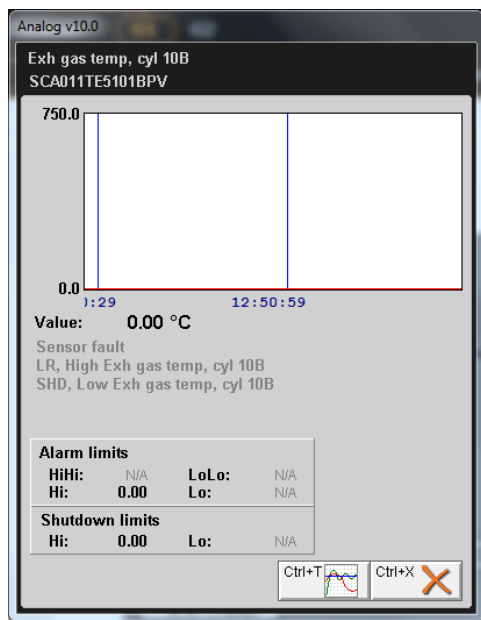 Analog v10.0
Exh gas temp, cyl 10B
SCA011TE5101BPV
750.0
0.0
):29 12:50:59
Value: 0.00 °C
Sensor fault
LR, High Exh gas temp, cyl 10B
SHD, Low Exh gas temp, cyl 10B
Alarm limits
HiHi: N/A LoLo: N/A
Hi: 0.00 Lo: N/A
Shutdown limits
Hi: 0.00 Lo: N/A
Ctrl+T Ctrl+X